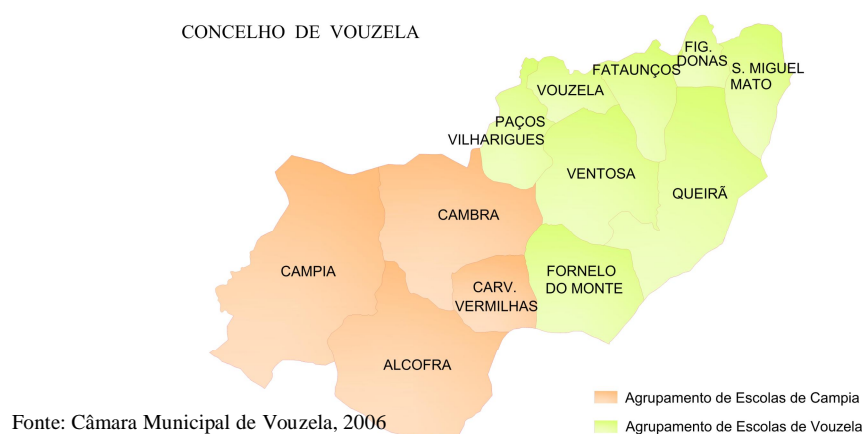 CONCELHO DE VOUZELA
FIG.
DONAS
FATAUNÇOS
S. MIGUEL
MATO
VOUZELA
PAÇOS
VILHARIGUES
VENTOSA
QUEIRÃ
CAMBRA
CAMPIA
FORNELO
DO MONTE
CARV.
VERMILHAS
ALCOFRA
Agrupamento de Escolas de Campia
Agrupamento de Escolas de Vouzela
Fonte: Câmara Municipal de Vouzela, 2006